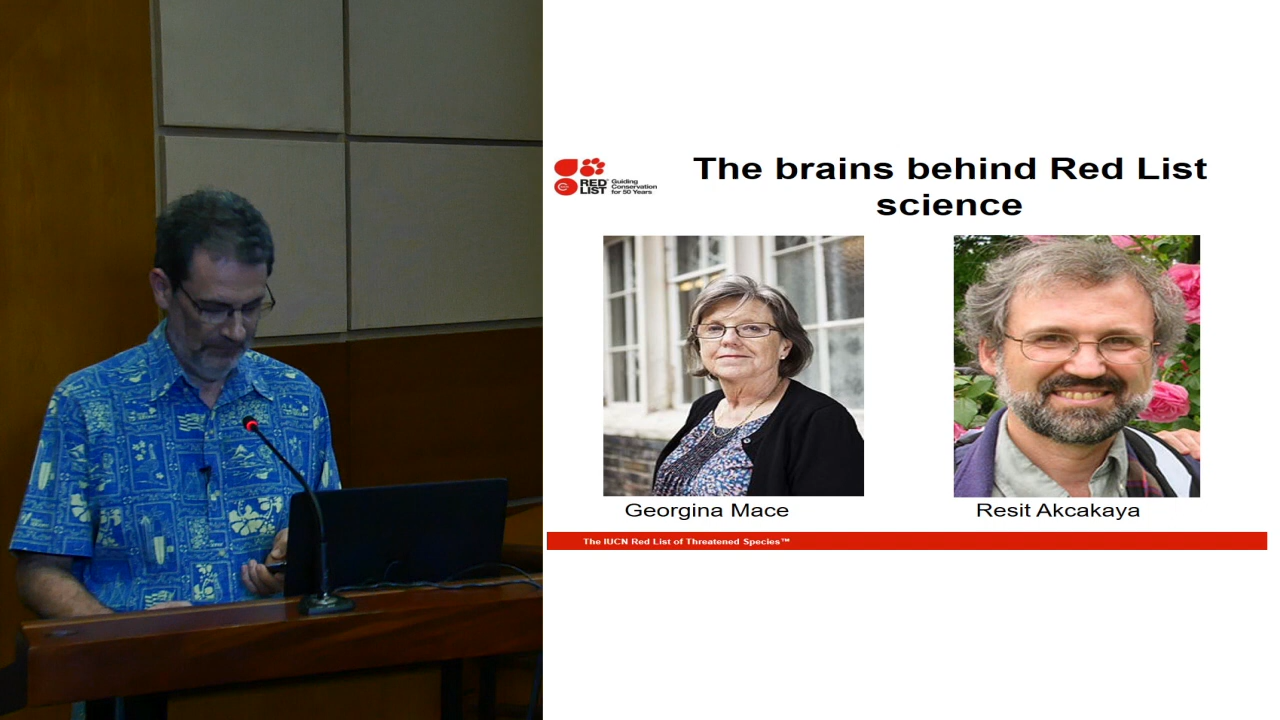 RED LIST
Guiding
Conservation
for 50 Years
The brains behind Red List
science
Georgina Mace
Resit Akcakaya
The IUCN Red List of Threatened Species™